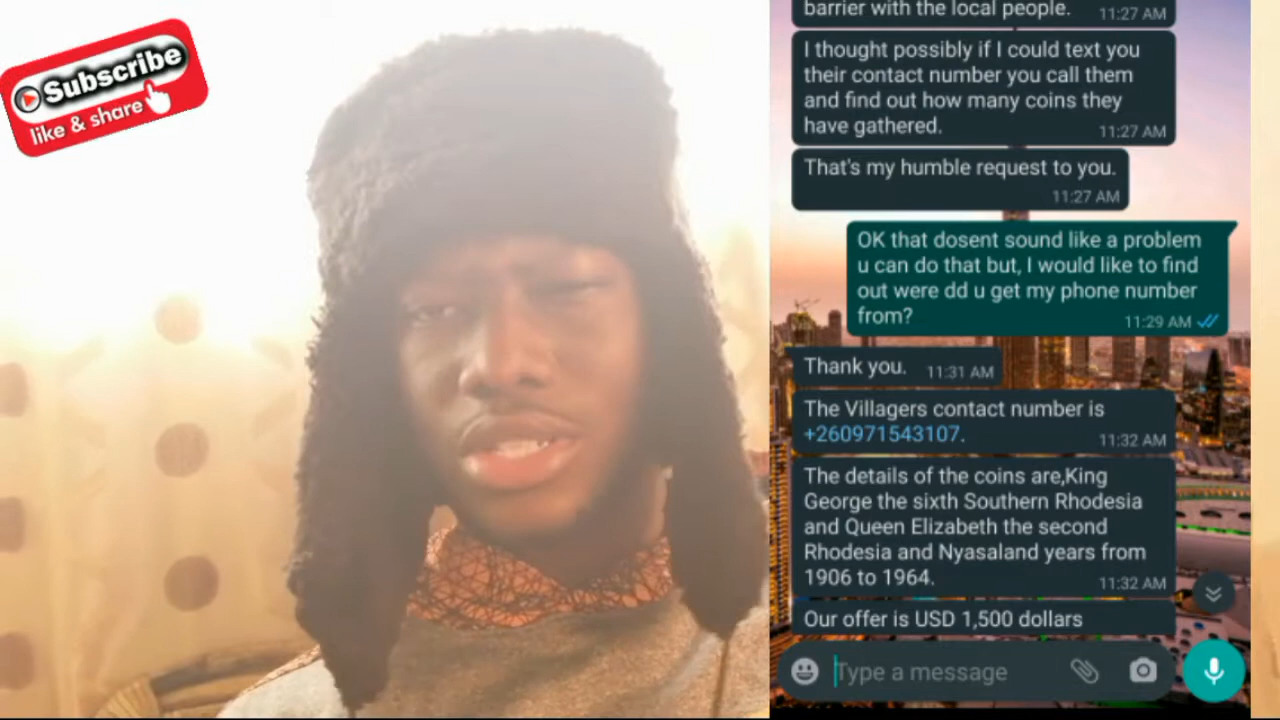 Subscribe
like & share
barrier with the local people. 11:27 AM
I thought possibly if I could text you
their contact number you call them
and find out how many coins they
have gathered. 11:27 AM
That's my humble request to you.
11:27 AM
OK that dosent sound like a problem
u can do that but, I would like to find
out were dd u get my phone number
from? 11:29 AM
Thank you. 11:31 AM
The Villagers contact number is
+260971543107. 11:32 AM
The details of the coins are,King
George the sixth Southern Rhodesia
and Queen Elizabeth the second
Rhodesia and Nyasaland years from
1906 to 1964. 11:32 AM
Our offer is USD 1,500 dollars
Type a message